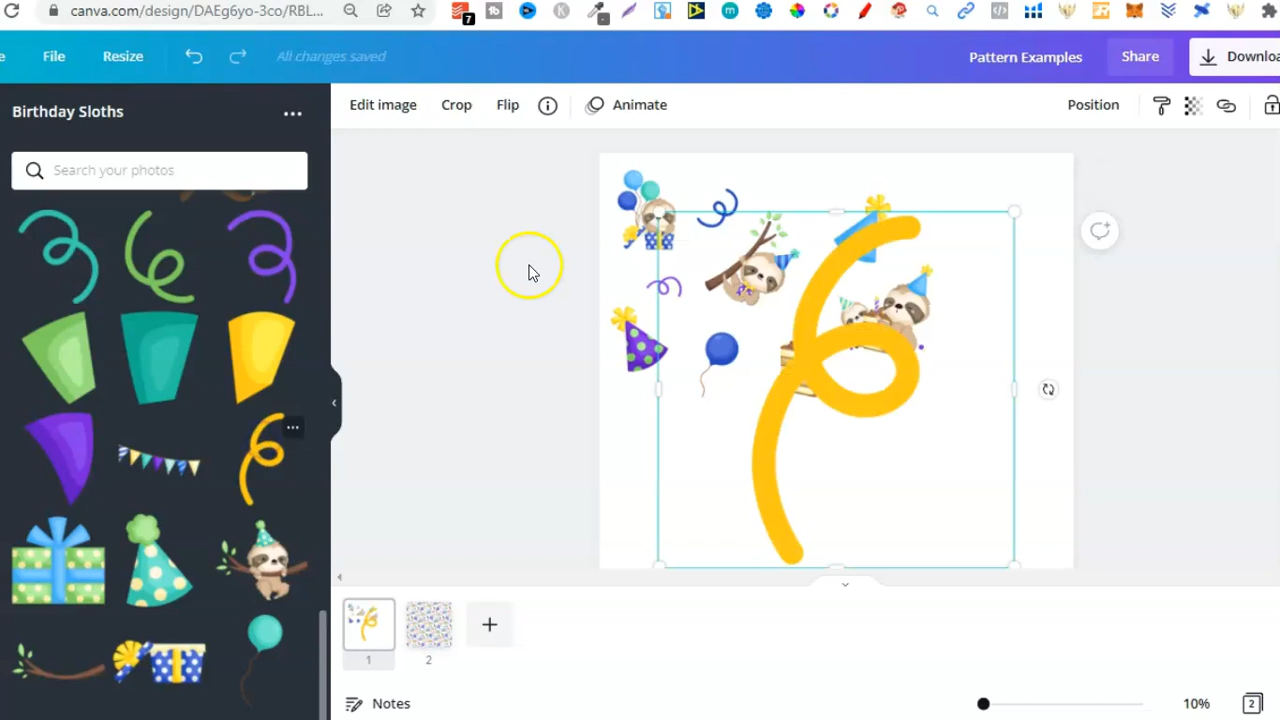 canva.com/design/DAEg6yo-3co/RBL...
7
File
Resize
All changes saved
Pattern Examples
Share
Downloa
Birthday Sloths
Search your photos
Edit image
Crop
Flip
Animate
Position
1
2
Notes
10%
2